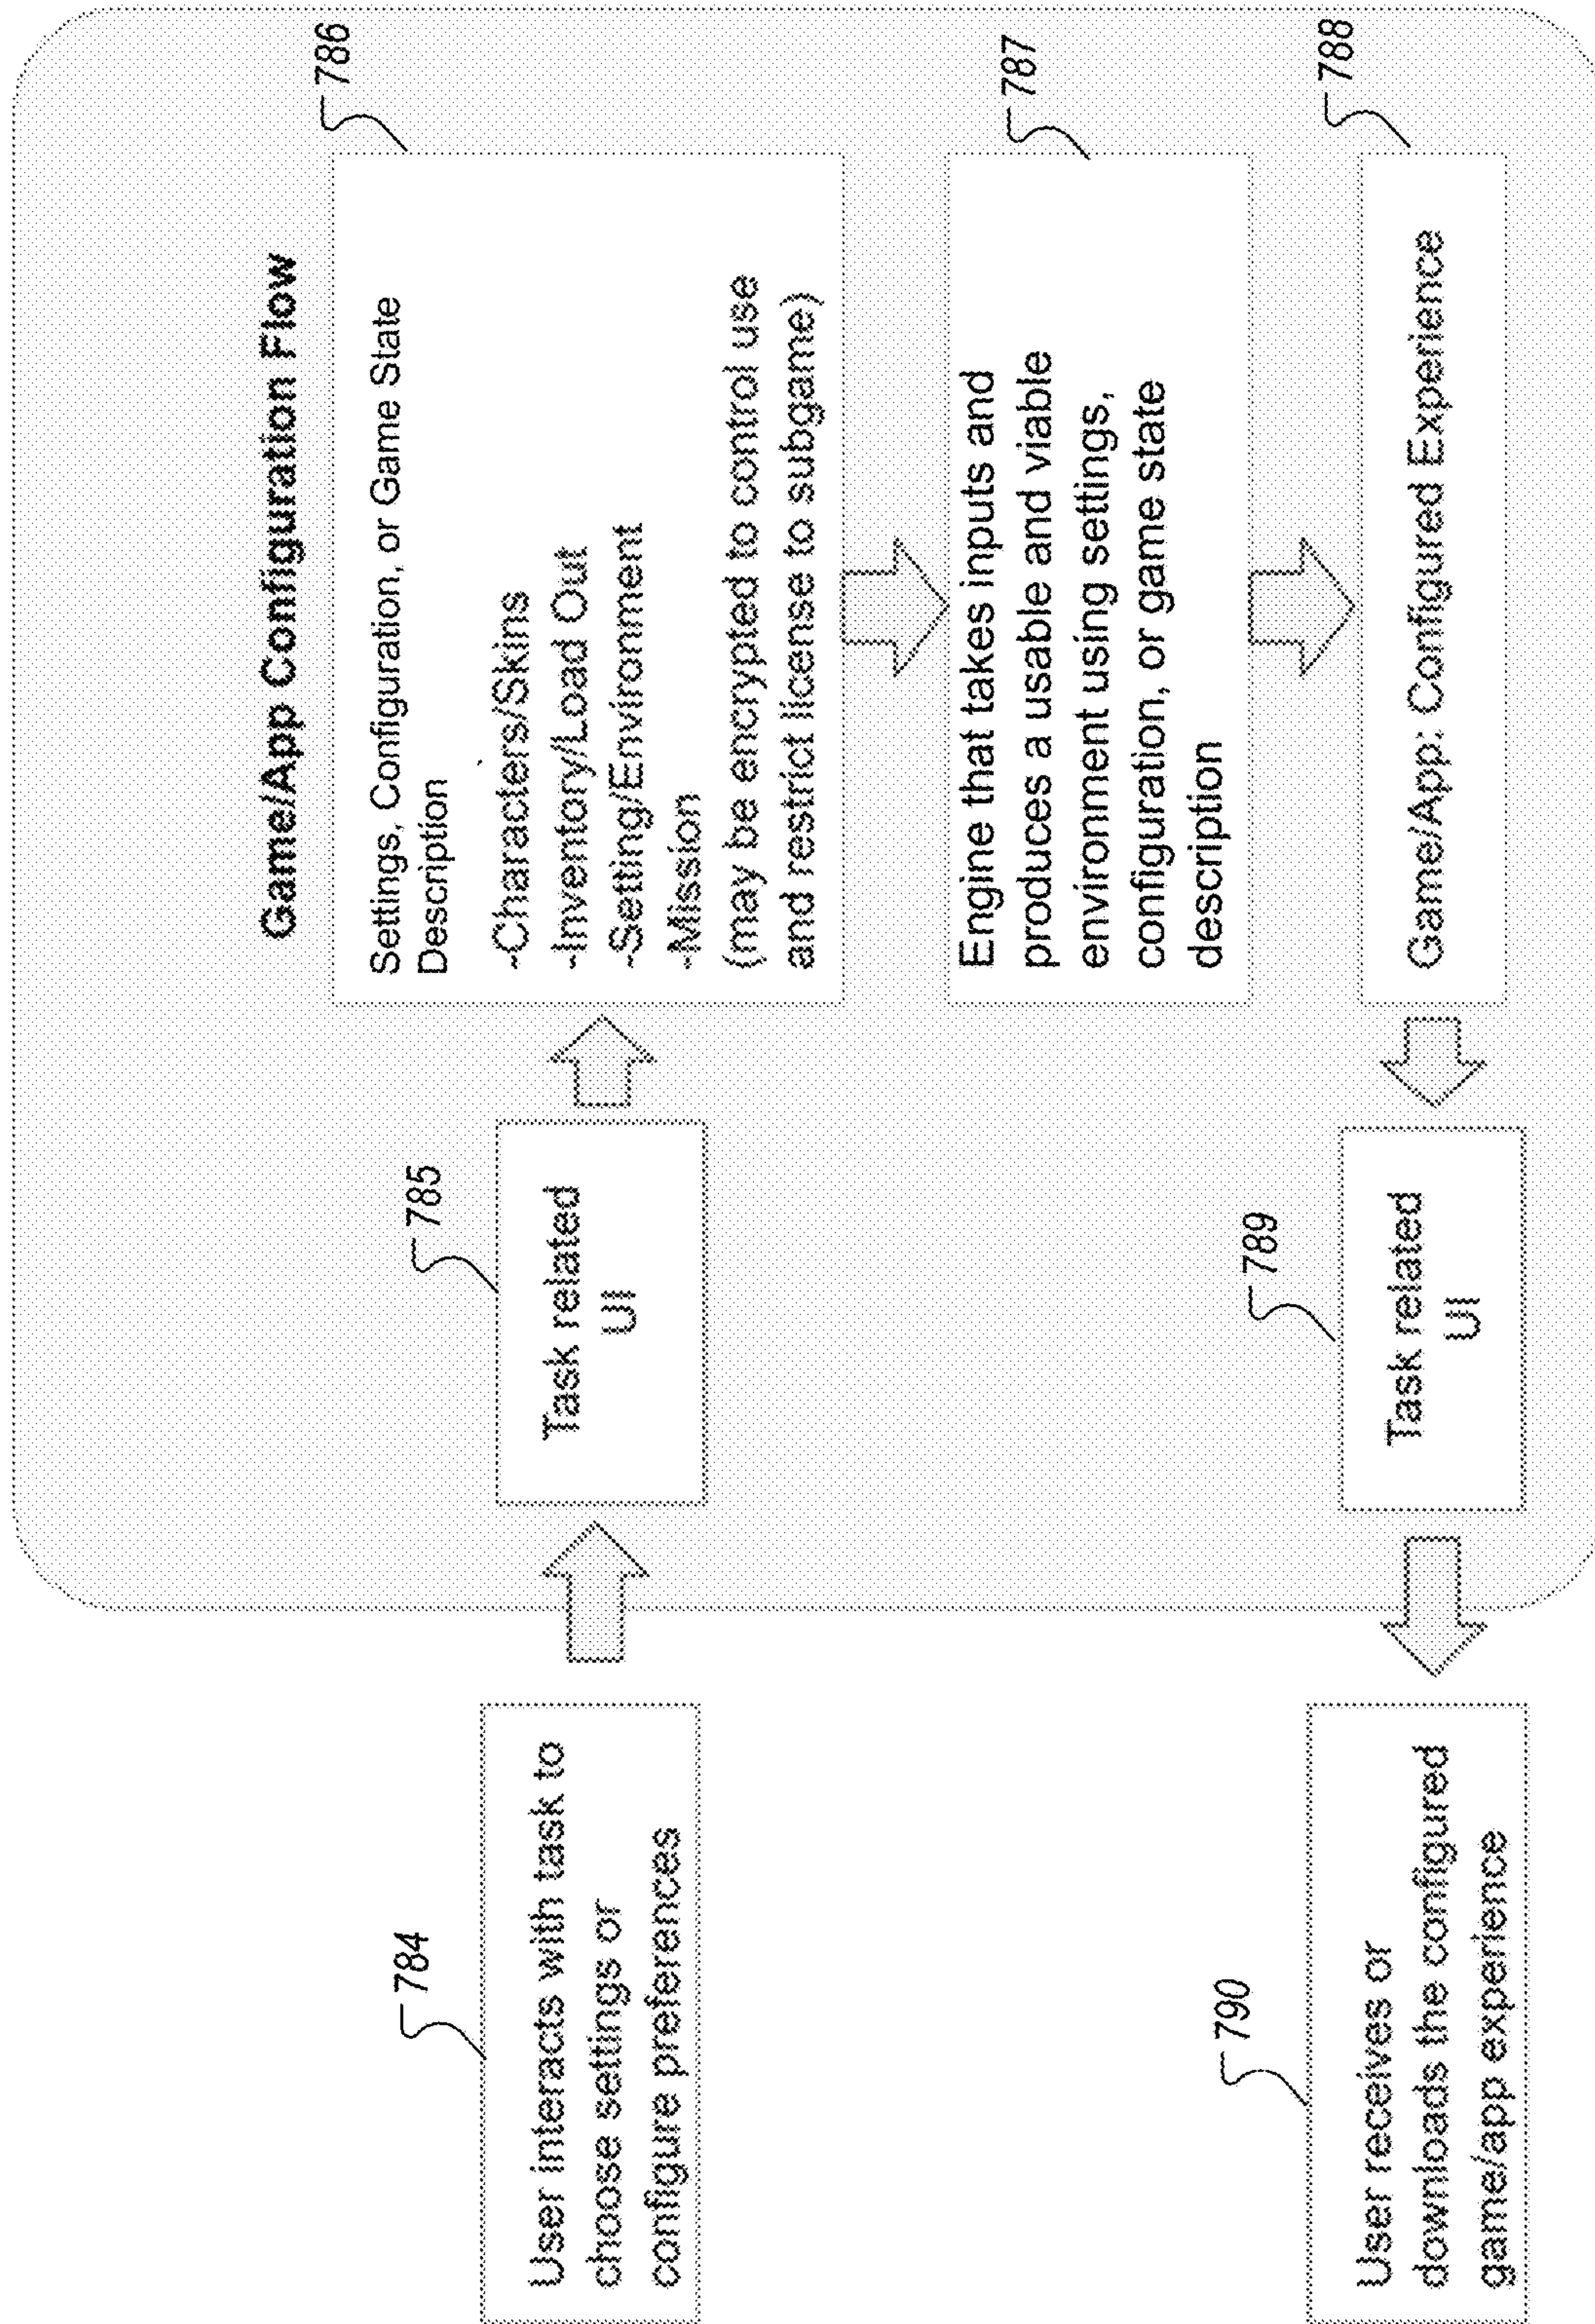 Game/App Configuration Flow
784
User interacts with task to
choose settings or
configure preferences
785
Task related
UI
786
Settings, Configuration, or Game State
Description
-Characters/Skins
-Inventory/Load Out
-Setting/Environment
-Mission
(may be encrypted to control use
and restrict license to subgame)
787
Engine that takes inputs and
produces a usable and viable
environment using settings,
configuration, or game state
description
788
Game/App: Configured Experience
789
Task related
UI
790
User receives or
downloads the configured
game/app experience